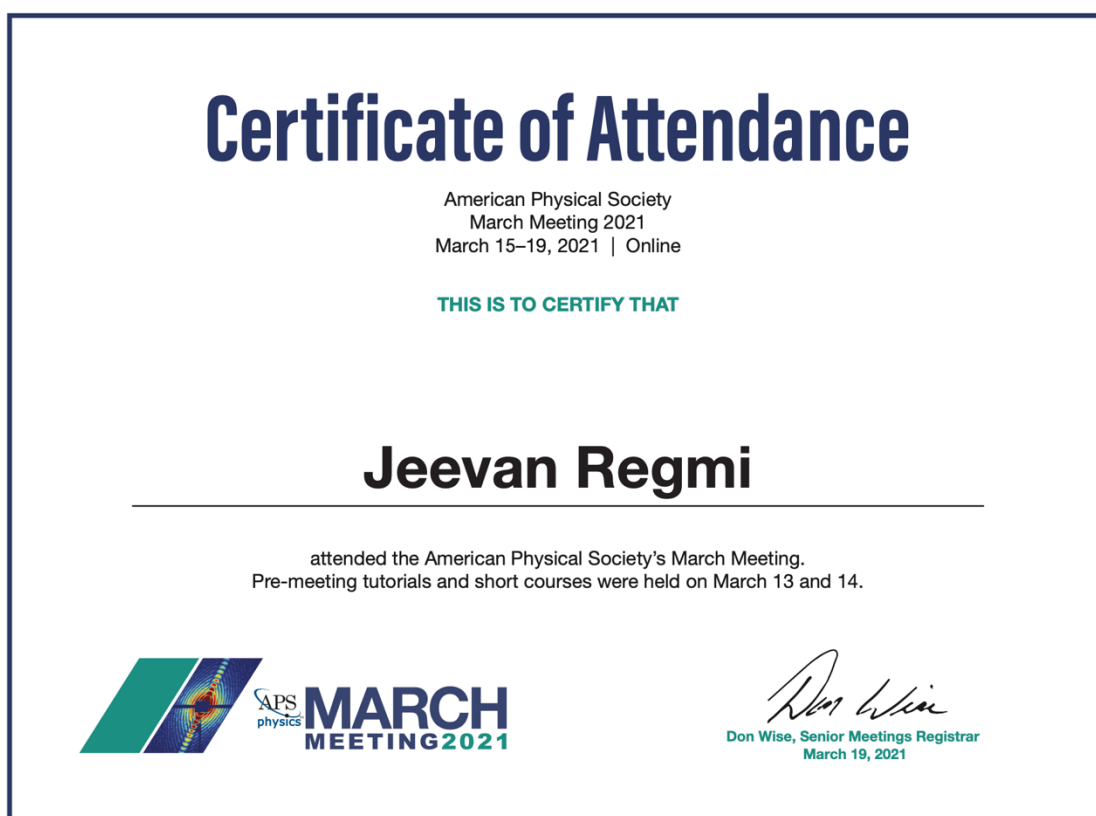 Certificate of Attendance
American Physical Society
March Meeting 2021
March 15–19, 2021 | Online
THIS IS TO CERTIFY THAT
Jeevan Regmi
attended the American Physical Society’s March Meeting.
Pre-meeting tutorials and short courses were held on March 13 and 14.
APS
physics
MARCH
MEETING2021
Don Wise
Don Wise, Senior Meetings Registrar
March 19, 2021